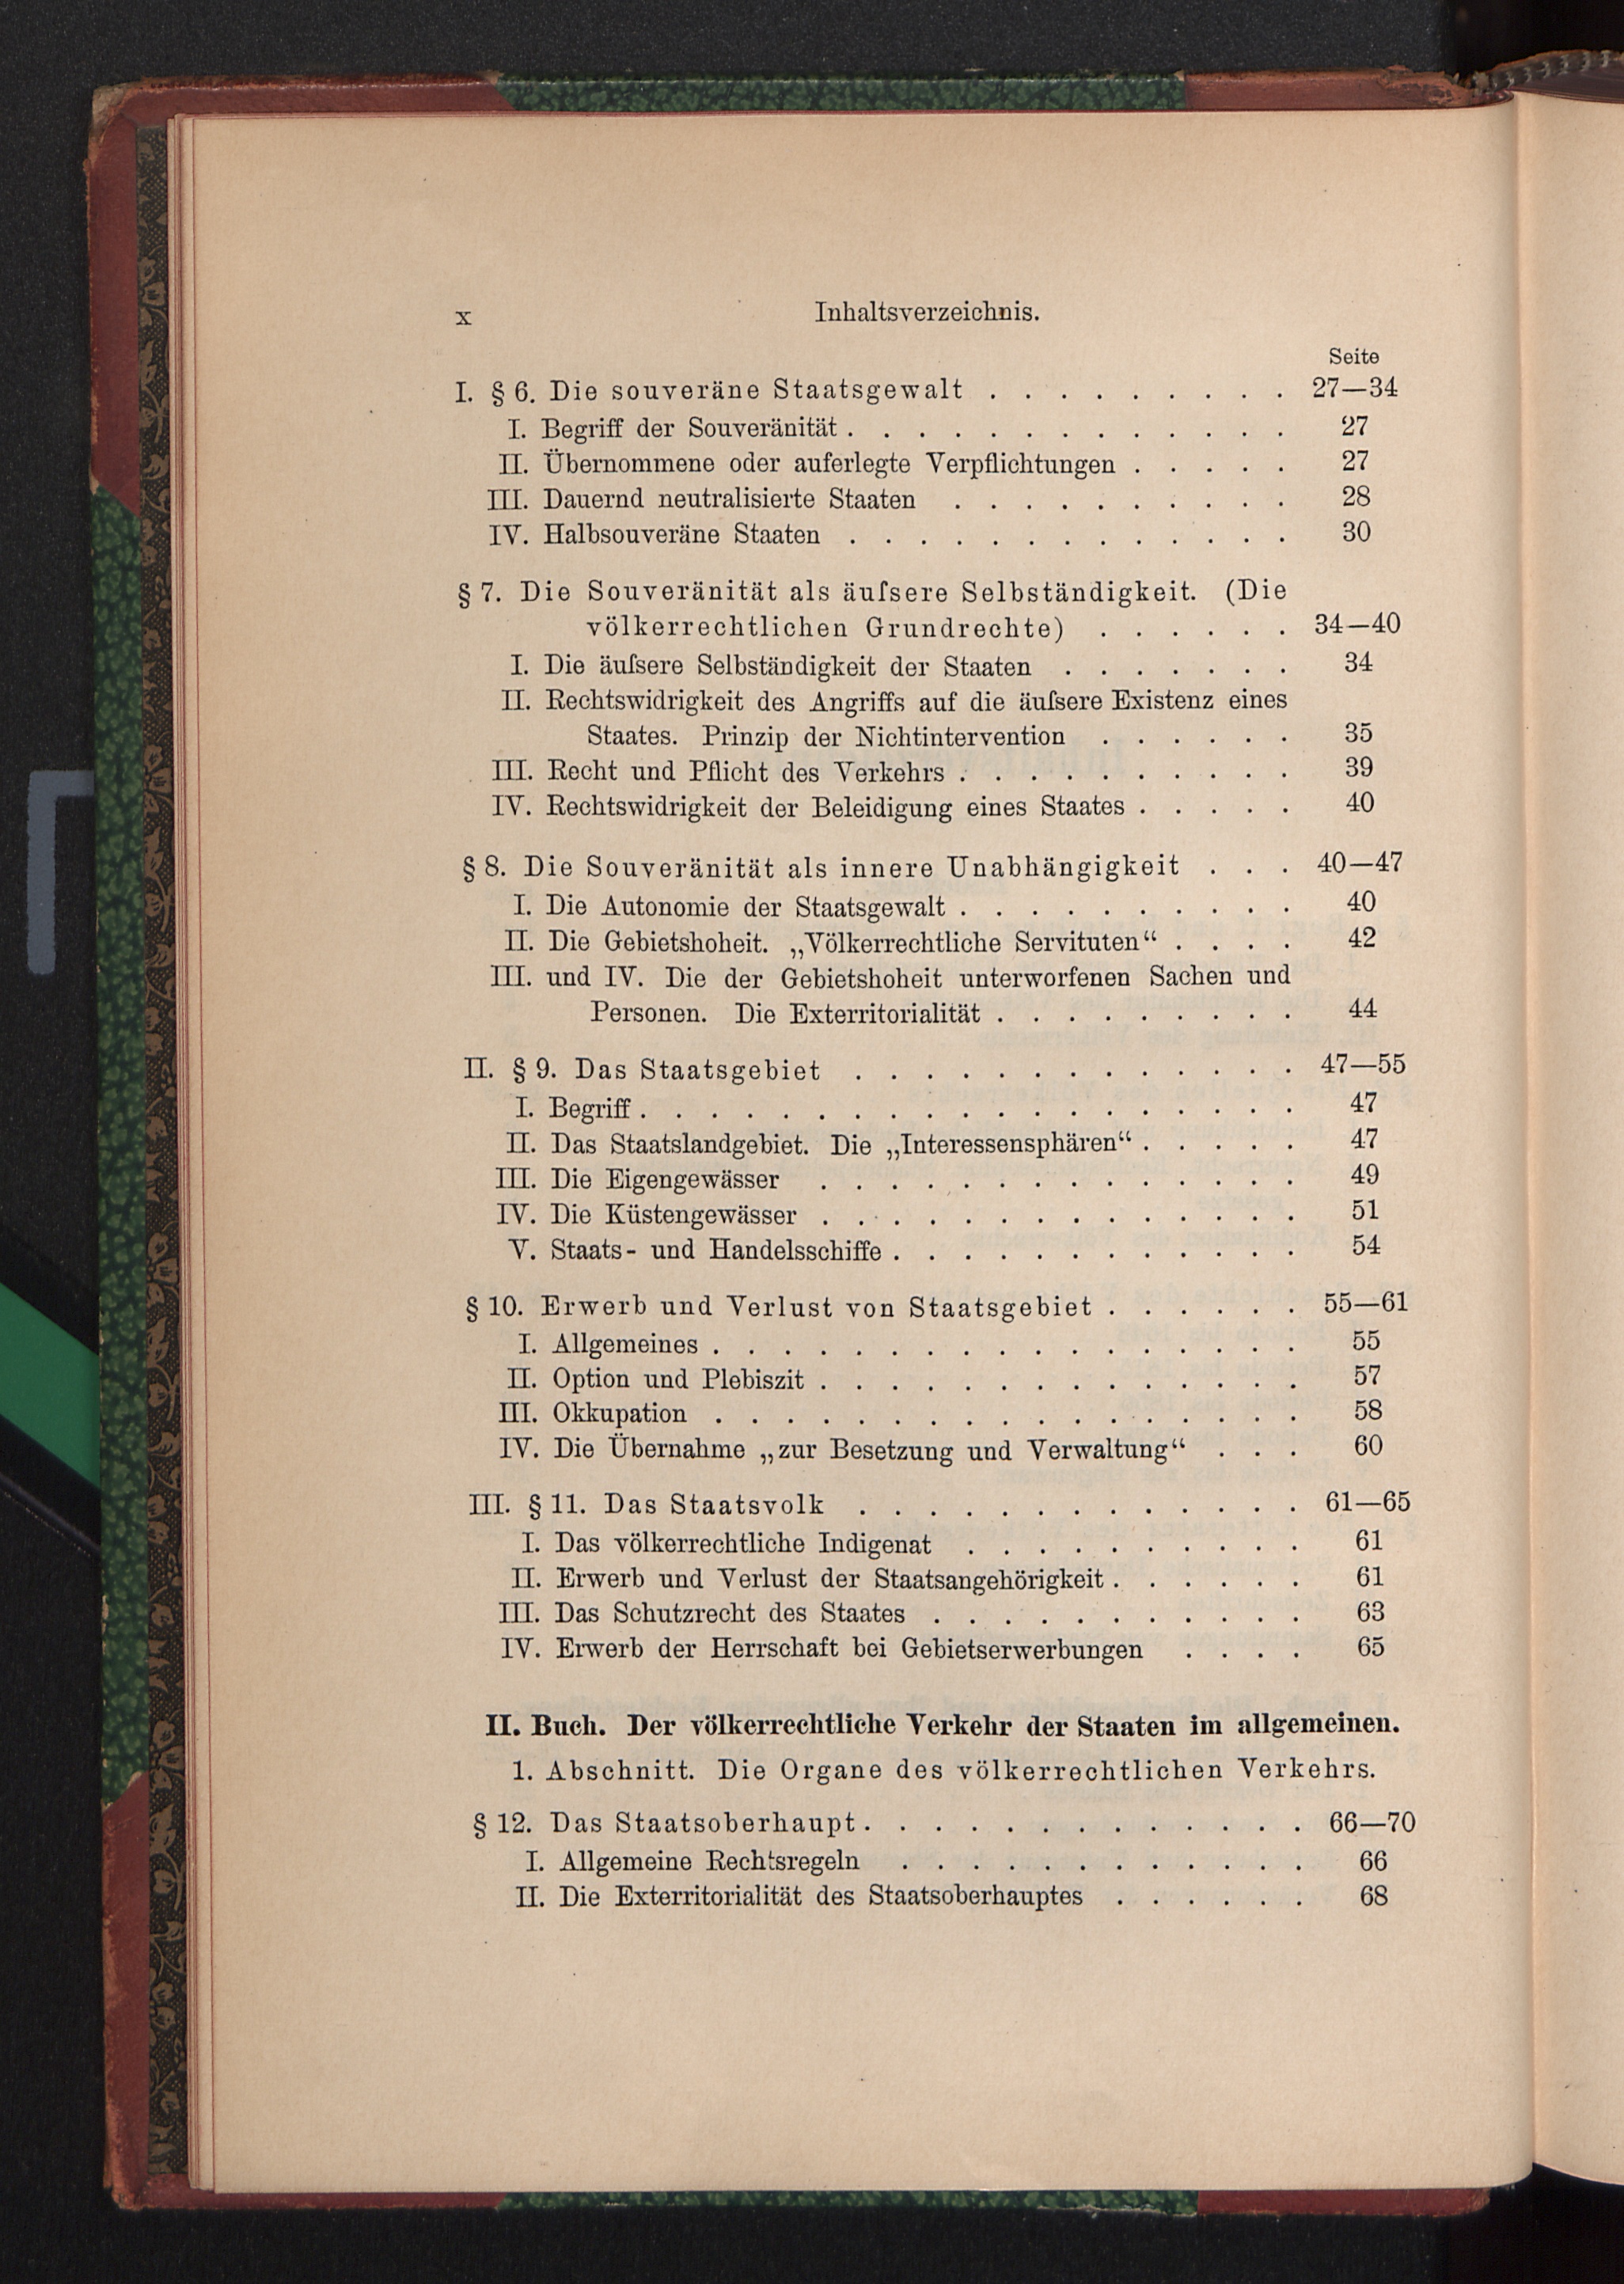 x Inhaltsverzeichnis.
Seite
I. § 6. Die souveräne Staatsgewalt . . . . . . . . . 27—34
I. Begriff der Souveränität . . . . . . . . . . . . . 27
II. Übernommene oder auferlegte Verpflichtungen . . . . . 27
III. Dauernd neutralisierte Staaten . . . . . . . . . . 28
IV. Halbsouveräne Staaten . . . . . . . . . . . . . 30
§ 7. Die Souveränität als äuſsere Selbständigkeit. (Die
völkerrechtlichen Grundrechte) . . . . . . 34—40
I. Die äuſsere Selbständigkeit der Staaten . . . . . . . 34
II. Rechtswidrigkeit des Angriffs auf die äuſsere Existenz eines
Staates. Prinzip der Nichtintervention . . . . . . 35
III. Recht und Pflicht des Verkehrs . . . . . . . . . . 39
IV. Rechtswidrigkeit der Beleidigung eines Staates . . . . . 40
§ 8. Die Souveränität als innere Unabhängigkeit . . . 40—47
I. Die Autonomie der Staatsgewalt . . . . . . . . . . 40
II. Die Gebietshoheit. „Völkerrechtliche Servituten“ . . . . 42
III. und IV. Die der Gebietshoheit unterworfenen Sachen und
Personen. Die Exterritorialität . . . . . . . . . 44
II. § 9. Das Staatsgebiet . . . . . . . . . . . . . 47—55
I. Begriff . . . . . . . . . . . . . . . . . . . 47
II. Das Staatslandgebiet. Die „Interessensphären“ . . . . . 47
III. Die Eigengewässer . . . . . . . . . . . . . . 49
IV. Die Küstengewässer . . . . . . . . . . . . . . 51
V. Staats- und Handelsschiffe . . . . . . . . . . . . 54
§ 10. Erwerb und Verlust von Staatsgebiet . . . . . . 55—61
I. Allgemeines . . . . . . . . . . . . . . . . . 55
II. Option und Plebiszit . . . . . . . . . . . . . . 57
III. Okkupation . . . . . . . . . . . . . . . . . 58
IV. Die Übernahme „zur Besetzung und Verwaltung“ . . . 60
III. § 11. Das Staatsvolk . . . . . . . . . . . . . 61—65
I. Das völkerrechtliche Indigenat . . . . . . . . . . 61
II. Erwerb und Verlust der Staatsangehörigkeit . . . . . . 61
III. Das Schutzrecht des Staates . . . . . . . . . . . 63
IV. Erwerb der Herrschaft bei Gebietserwerbungen . . . . 65
II. Buch. Der völkerrechtliche Verkehr der Staaten im allgemeinen.
1. Abschnitt. Die Organe des völkerrechtlichen Verkehrs.
§ 12. Das Staatsoberhaupt . . . . . . . . . . . . . 66—70
I. Allgemeine Rechtsregeln . . . . . . . . . . . . 66
II. Die Exterritorialität des Staatsoberhauptes . . . . . . 68